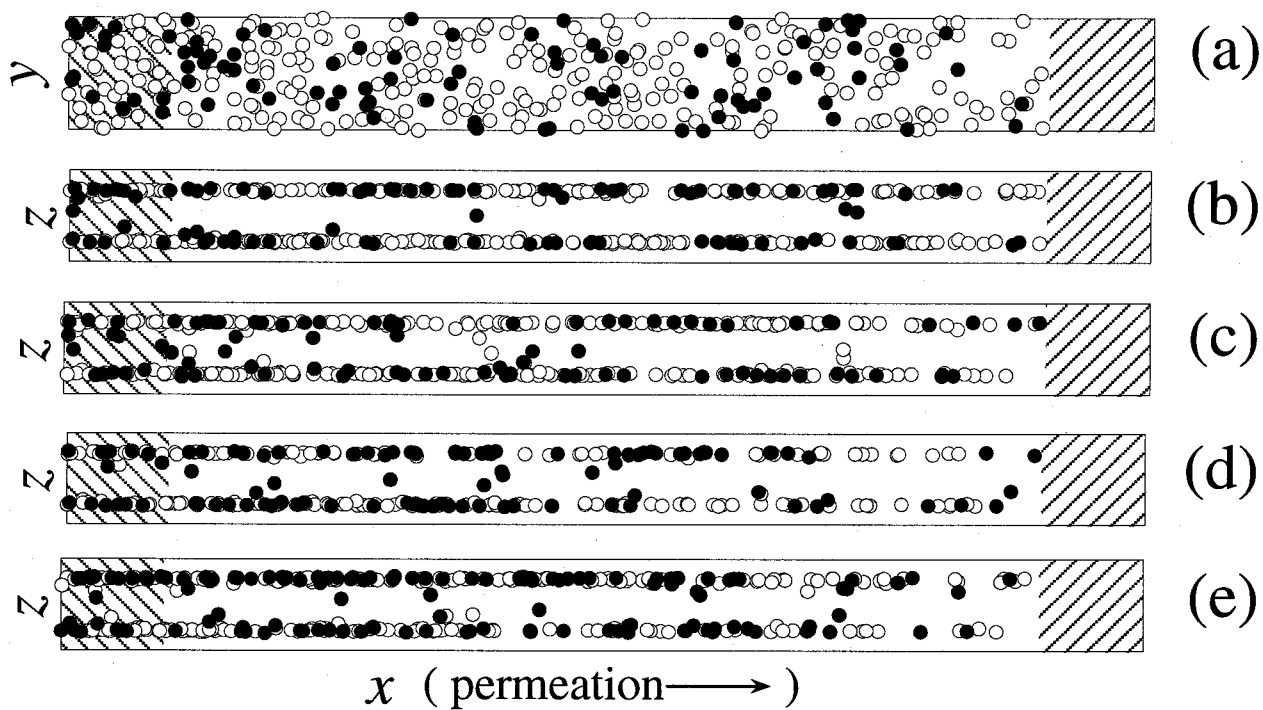 y (a)
z (b)
z (c)
z (d)
z (e)
x ( permeation → )